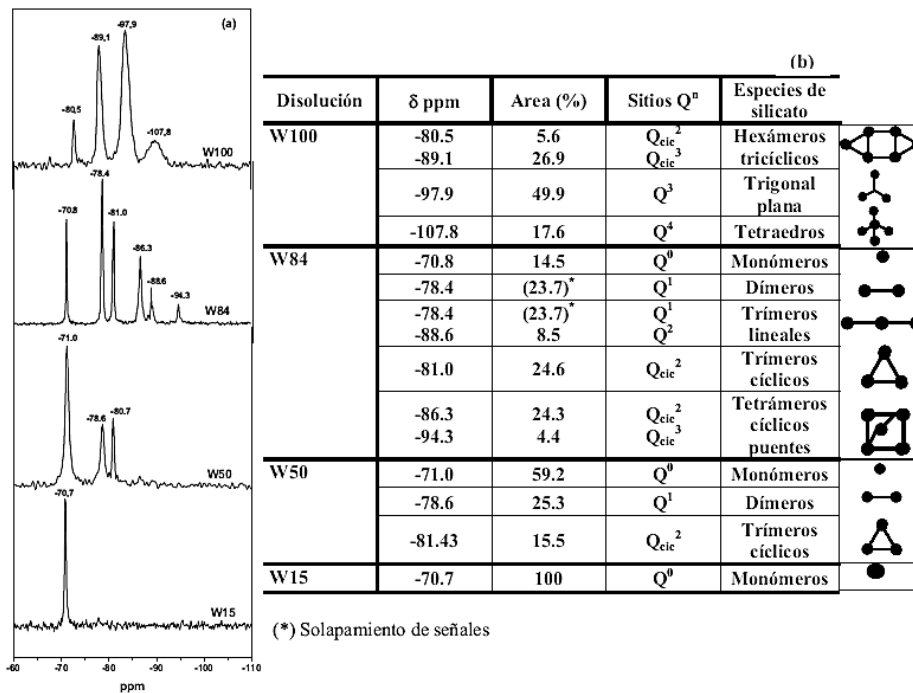 (a)
-97,9
-89,1
-80,5
-107,8
W100
-78.4
-70.8
-81.0
-86.3
-88.6
-94.3
W84
-71.0
-78.6
-80.7
W50
-70,7
W15
-60 -70 -80 -90 -100 -110
ppm
(b)
Disolución δ ppm Area (%) Sitios Qⁿ Especies de silicato
W100 -80.5 5.6 Qcic² Hexámeros
-89.1 26.9 Qcic³ tricíclicos
-97.9 49.9 Q³ Trigonal plana
-107.8 17.6 Q⁴ Tetraedros
W84 -70.8 14.5 Q⁰ Monómeros
-78.4 (23.7)* Q¹ Dímeros
-78.4 (23.7)* Q¹ Trímeros
-88.6 8.5 Q² lineales
-81.0 24.6 Qcic² Trímeros cíclicos
-86.3 24.3 Qcic² Tetrámeros
-94.3 4.4 Qcic³ cíclicos puentes
W50 -71.0 59.2 Q⁰ Monómeros
-78.6 25.3 Q¹ Dímeros
-81.43 15.5 Qcic² Trímeros cíclicos
W15 -70.7 100 Q⁰ Monómeros
(*) Solapamiento de señales